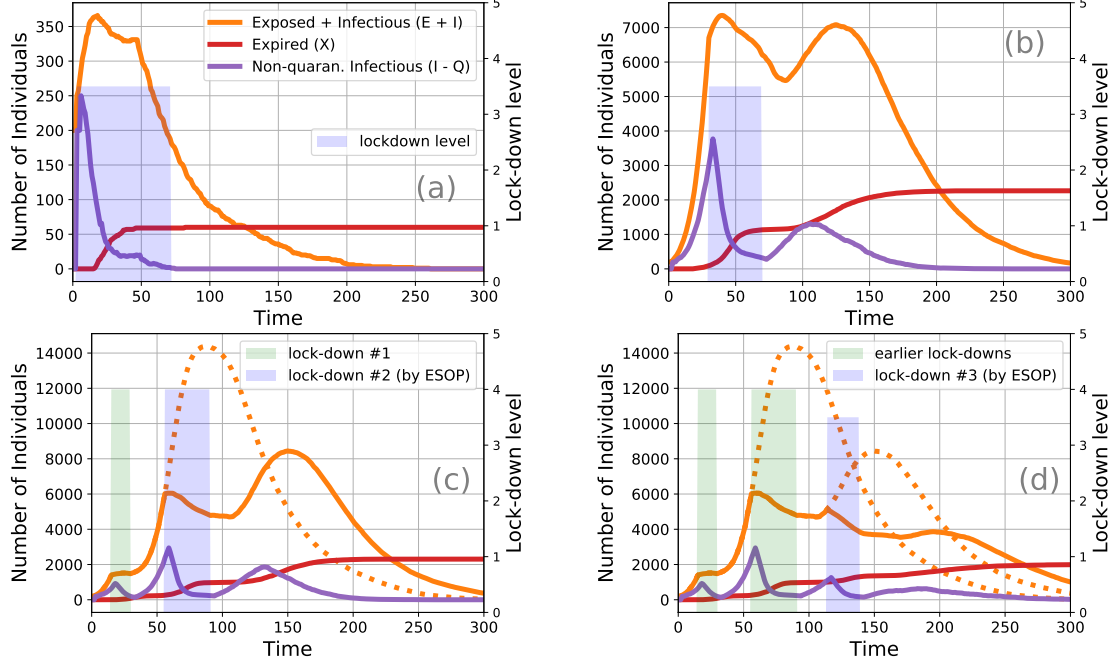 Exposed + Infectious (E + I)
Expired (X)
Non-quaran. Infectious (I - Q)
lockdown level
(a)
Number of Individuals
350
300
250
200
150
100
50
0
0 50 100 150 200 250 300
Time
5
4
3
2
1
0
Lock-down level
(b)
Number of Individuals
7000
6000
5000
4000
3000
2000
1000
0
0 50 100 150 200 250 300
Time
5
4
3
2
1
0
Lock-down level
lock-down #1
lock-down #2 (by ESOP)
(c)
Number of Individuals
14000
12000
10000
8000
6000
4000
2000
0
0 50 100 150 200 250 300
Time
5
4
3
2
1
0
Lock-down level
earlier lock-downs
lock-down #3 (by ESOP)
(d)
Number of Individuals
14000
12000
10000
8000
6000
4000
2000
0
0 50 100 150 200 250 300
Time
5
4
3
2
1
0
Lock-down level